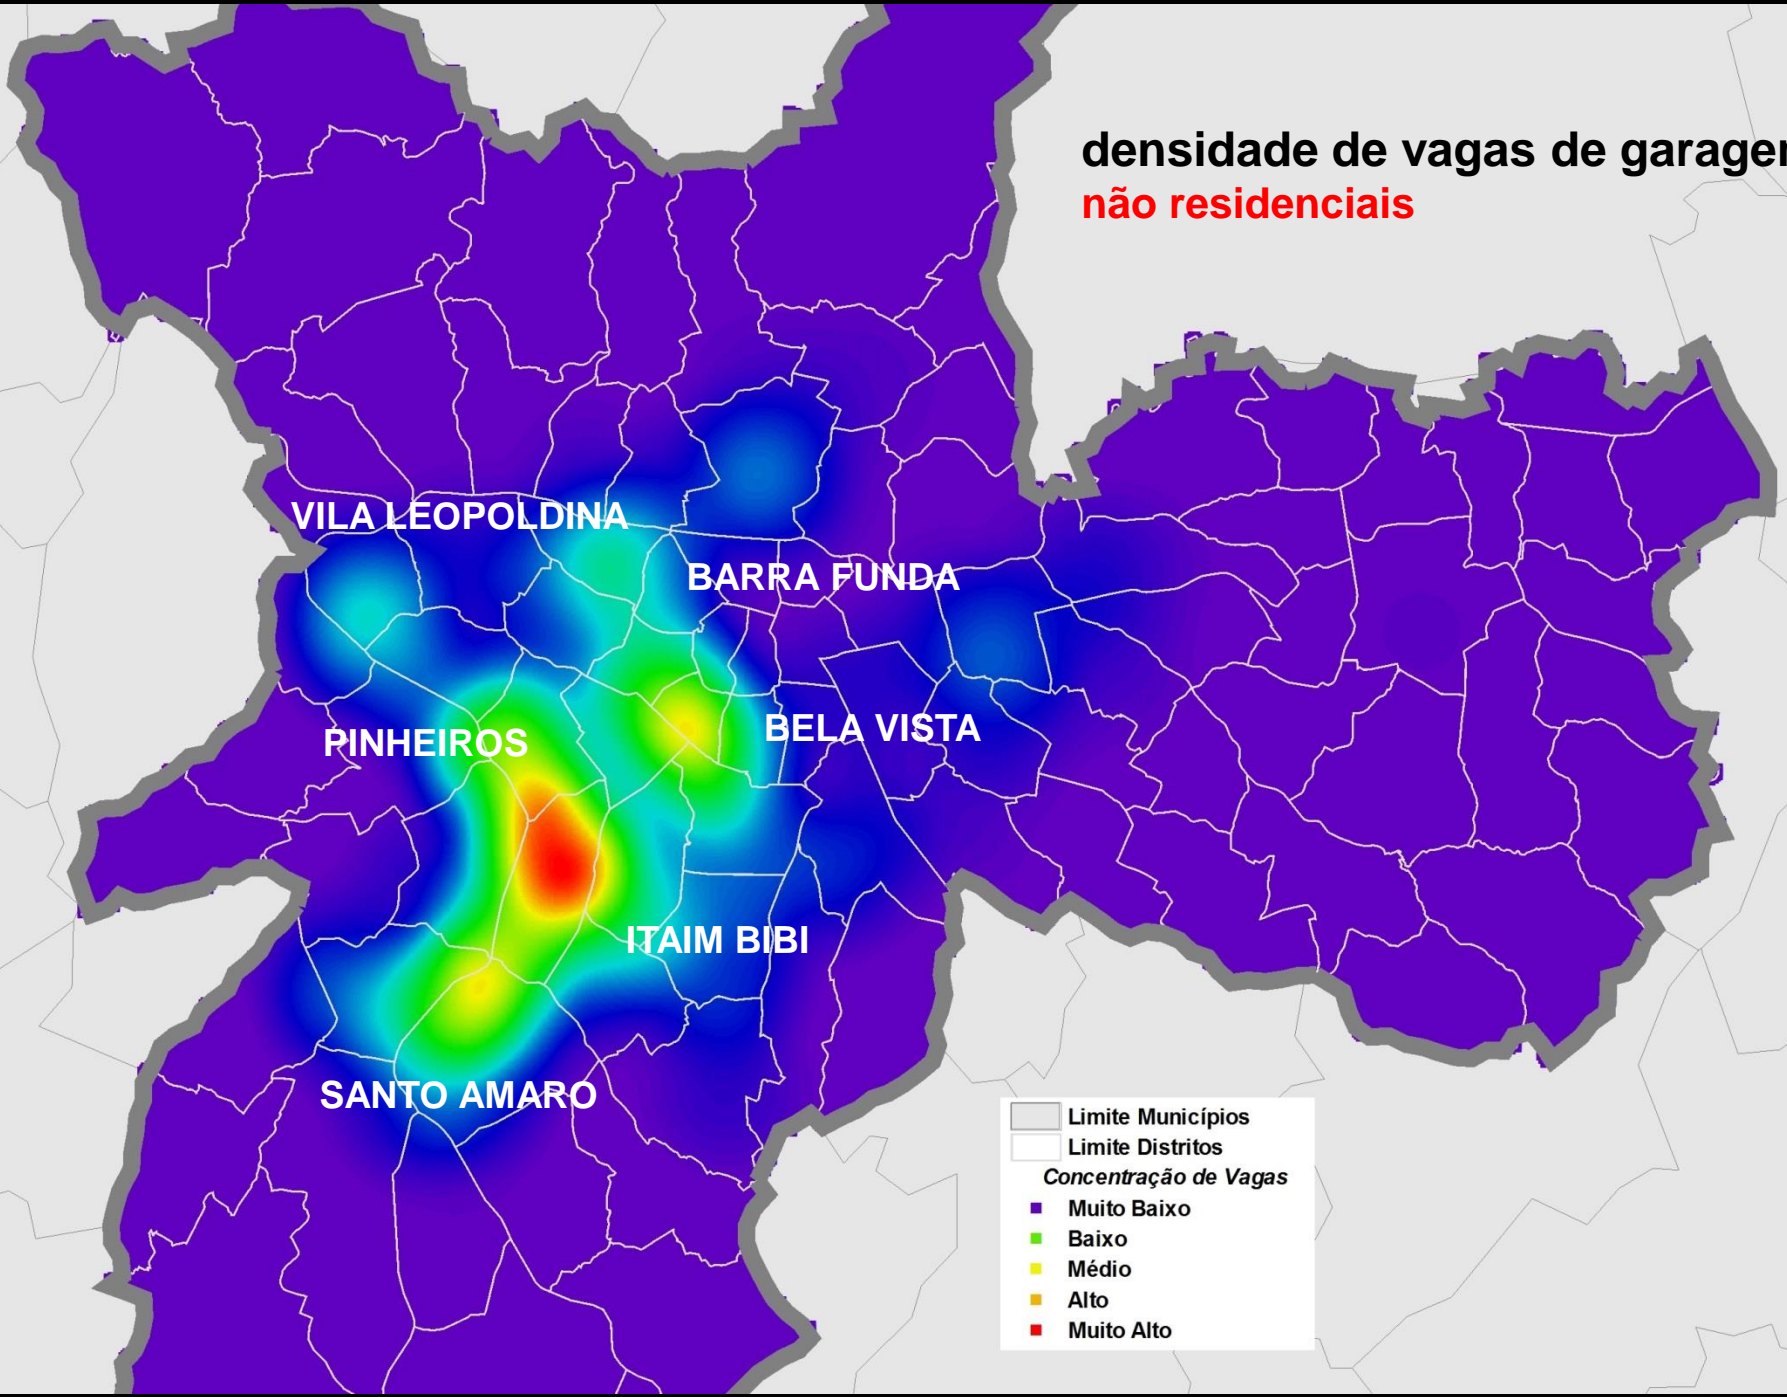 densidade de vagas de garagem
não residenciais
VILA LEOPOLDINA
BARRA FUNDA
PINHEIROS
BELA VISTA
ITAIM BIBI
SANTO AMARO
Limite Municípios
Limite Distritos
Concentração de Vagas
Muito Baixo
Baixo
Médio
Alto
Muito Alto